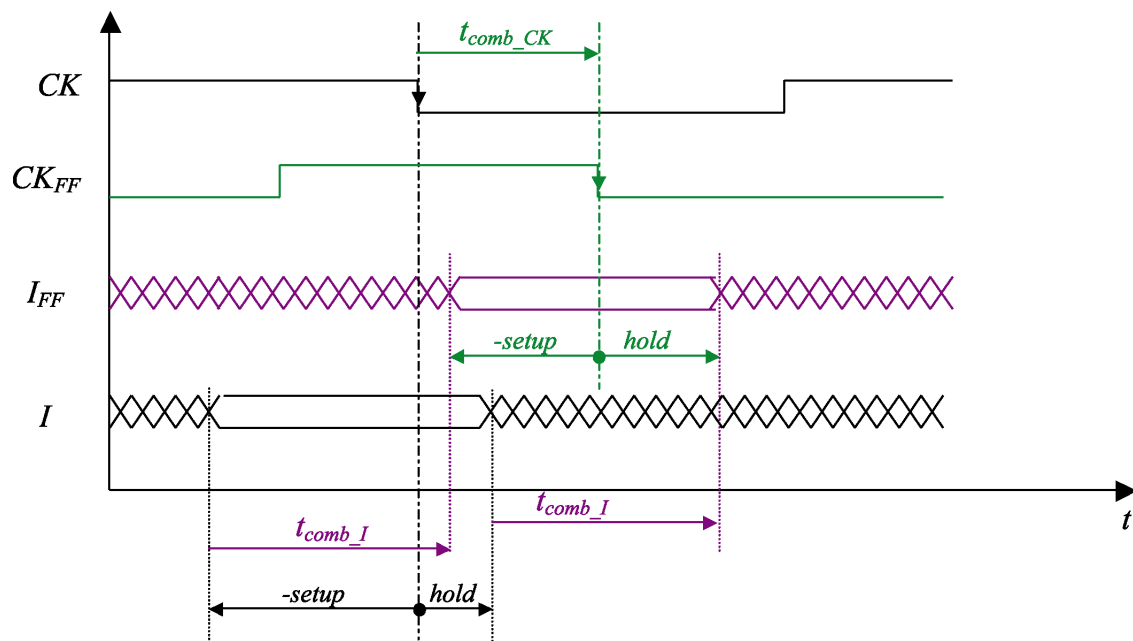 t_comb_CK
CK
CK_FF
I_FF
-setup hold
I
t
t_comb_I t_comb_I
-setup hold